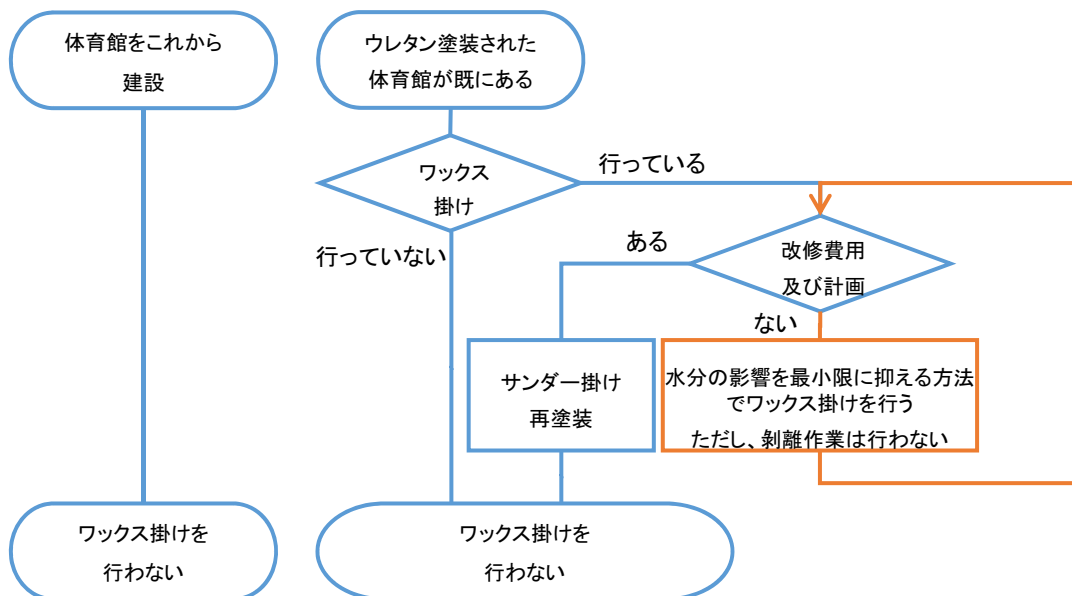 体育館をこれから
建設
ウレタン塗装された
体育館が既にある
ワックス
掛け
行っている
行っていない
改修費用
及び計画
ある
ない
サンダー掛け
再塗装
水分の影響を最小限に抑える方法
でワックス掛けを行う
ただし、剝離作業は行わない
ワックス掛けを
行わない
ワックス掛けを
行わない